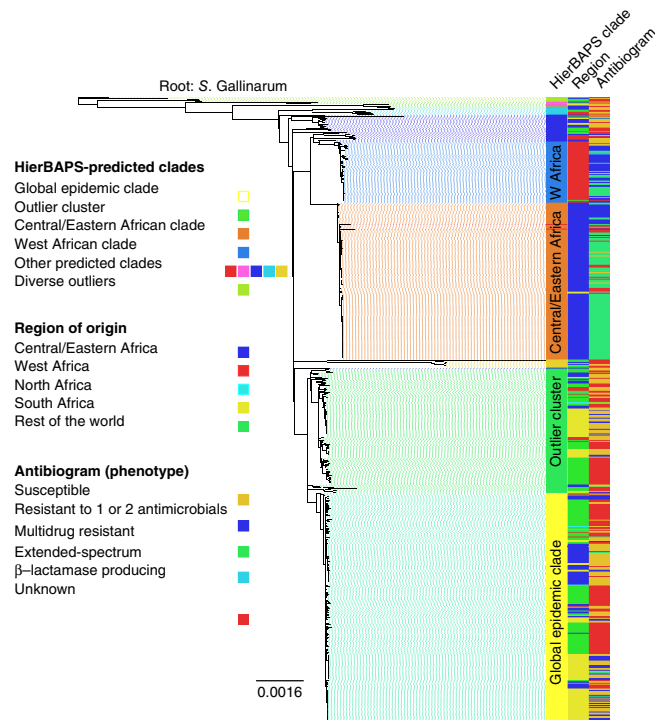 HierBAPS clade
Region
Antibiogram
Root: S. Gallinarum
HierBAPS-predicted clades
Global epidemic clade
Outlier cluster
Central/Eastern African clade
West African clade
Other predicted clades
Diverse outliers
Region of origin
Central/Eastern Africa
West Africa
North Africa
South Africa
Rest of the world
Antibiogram (phenotype)
Susceptible
Resistant to 1 or 2 antimicrobials
Multidrug resistant
Extended-spectrum
β–lactamase producing
Unknown
W Africa
Central/Eastern Africa
Outlier cluster
Global epidemic clade
0.0016